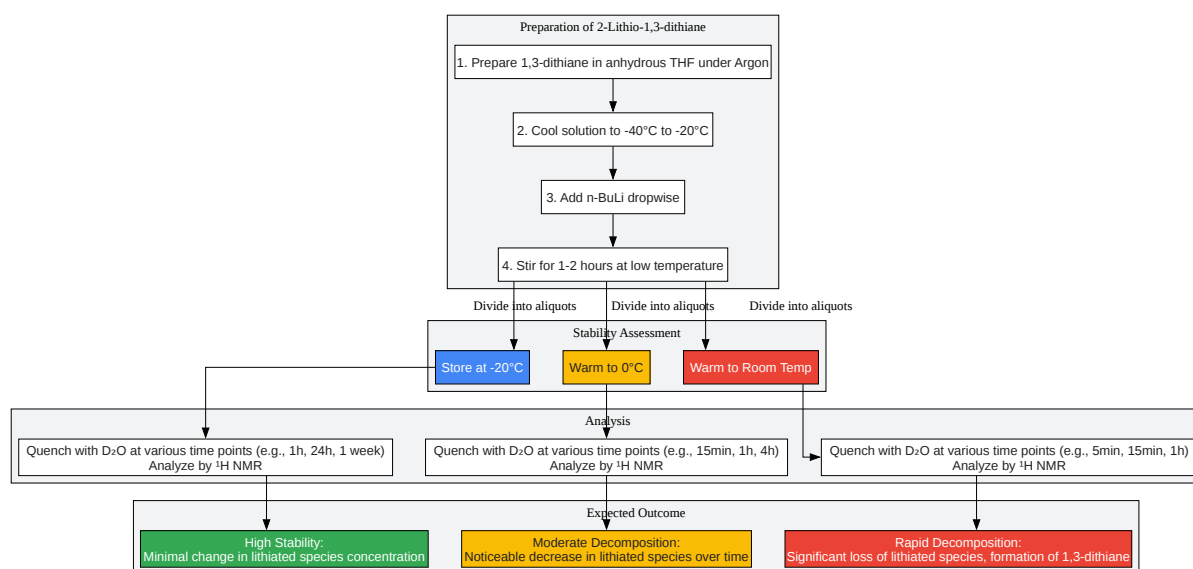 Preparation of 2-Lithio-1,3-dithiane
1. Prepare 1,3-dithiane in anhydrous THF under Argon
2. Cool solution to -40°C to -20°C
3. Add n-BuLi dropwise
4. Stir for 1-2 hours at low temperature
Divide into aliquots
Divide into aliquots
Divide into aliquots
Stability Assessment
Store at -20°C
Warm to 0°C
Warm to Room Temp
Analysis
Quench with D₂O at various time points (e.g., 1h, 24h, 1 week)
Analyze by ¹H NMR
Quench with D₂O at various time points (e.g., 15min, 1h, 4h)
Analyze by ¹H NMR
Quench with D₂O at various time points (e.g., 5min, 15min, 1h)
Analyze by ¹H NMR
Expected Outcome
High Stability:
Minimal change in lithiated species concentration
Moderate Decomposition:
Noticeable decrease in lithiated species over time
Rapid Decomposition:
Significant loss of lithiated species, formation of 1,3-dithiane